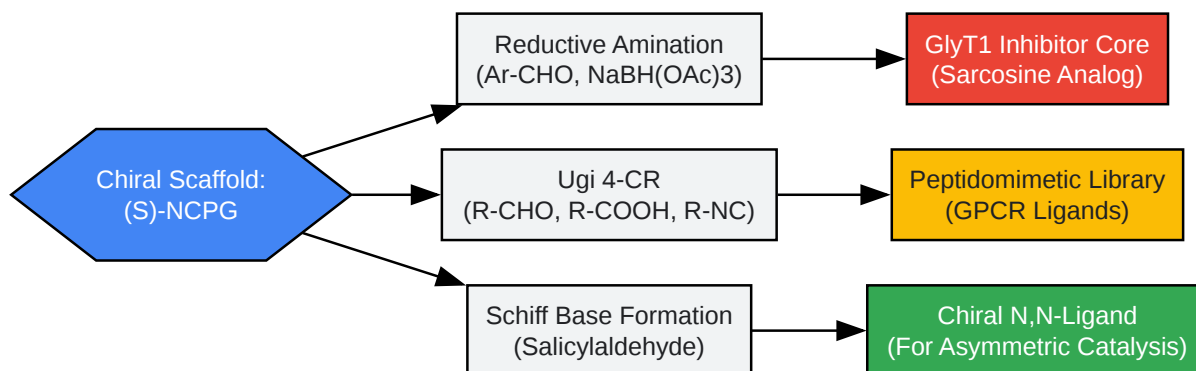 Reductive Amination
(Ar-CHO, NaBH(OAc)3)
GlyT1 Inhibitor Core
(Sarcosine Analog)
Chiral Scaffold:
(S)-NCPG
Ugi 4-CR
(R-CHO, R-COOH, R-NC)
Peptidomimetic Library
(GPCR Ligands)
Schiff Base Formation
(Salicylaldehyde)
Chiral N,N-Ligand
(For Asymmetric Catalysis)